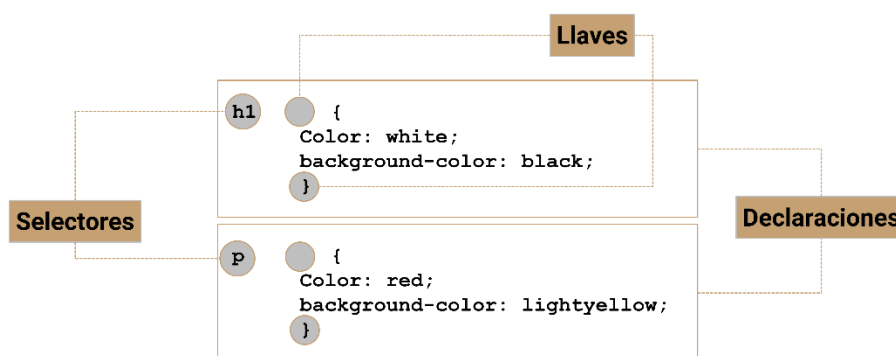 Llaves
h1 {
Color: white;
background-color: black;
}
Selectores
Declaraciones
p {
Color: red;
background-color: lightyellow;
}